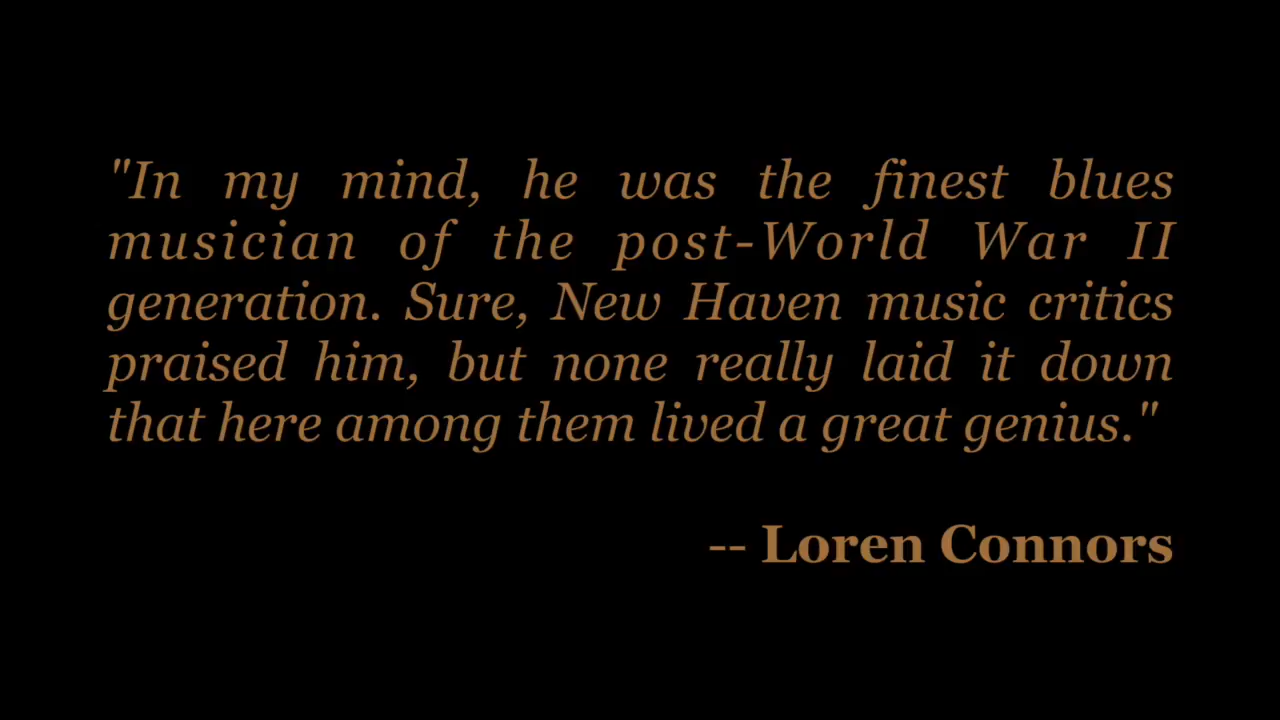 "In my mind, he was the finest blues
musician of the post-World War II
generation. Sure, New Haven music critics
praised him, but none really laid it down
that here among them lived a great genius."
-- Loren Connors